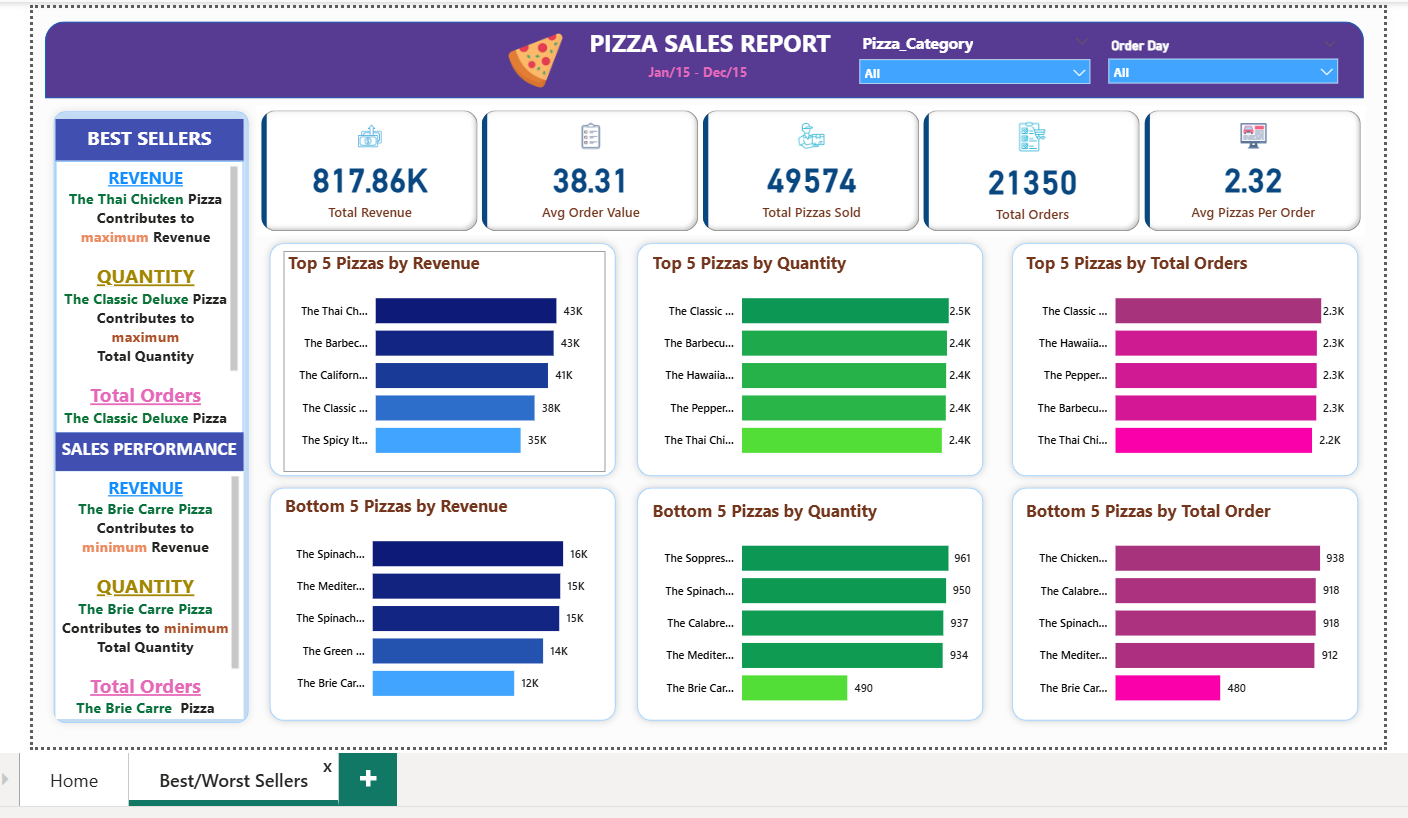 PIZZA SALES REPORT
Jan/15 - Dec/15
Pizza_Category
All
Order Day
All
BEST SELLERS
REVENUE
The Thai Chicken Pizza
Contributes to
maximum Revenue
QUANTITY
The Classic Deluxe Pizza
Contributes to
maximum
Total Quantity
Total Orders
The Classic Deluxe Pizza
SALES PERFORMANCE
REVENUE
The Brie Carre Pizza
Contributes to
minimum Revenue
QUANTITY
The Brie Carre Pizza
Contributes to minimum
Total Quantity
Total Orders
The Brie Carre Pizza
817.86K
Total Revenue
38.31
Avg Order Value
49574
Total Pizzas Sold
21350
Total Orders
2.32
Avg Pizzas Per Order
Top 5 Pizzas by Revenue
The Thai Ch... 43K
The Barbec... 43K
The Californ... 41K
The Classic ... 38K
The Spicy It... 35K
Top 5 Pizzas by Quantity
The Classic ... 2.5K
The Barbecu... 2.4K
The Hawaiia... 2.4K
The Pepper... 2.4K
The Thai Chi... 2.4K
Top 5 Pizzas by Total Orders
The Classic ... 2.3K
The Hawaiia... 2.3K
The Pepper... 2.3K
The Barbecu... 2.3K
The Thai Chi... 2.2K
Bottom 5 Pizzas by Revenue
The Spinach... 16K
The Mediter... 15K
The Spinach... 15K
The Green ... 14K
The Brie Car... 12K
Bottom 5 Pizzas by Quantity
The Soppres... 961
The Spinach... 950
The Calabre... 937
The Mediter... 934
The Brie Car... 490
Bottom 5 Pizzas by Total Order
The Chicken... 938
The Calabre... 918
The Spinach... 918
The Mediter... 912
The Brie Car... 480
Home
Best/Worst Sellers
x
+